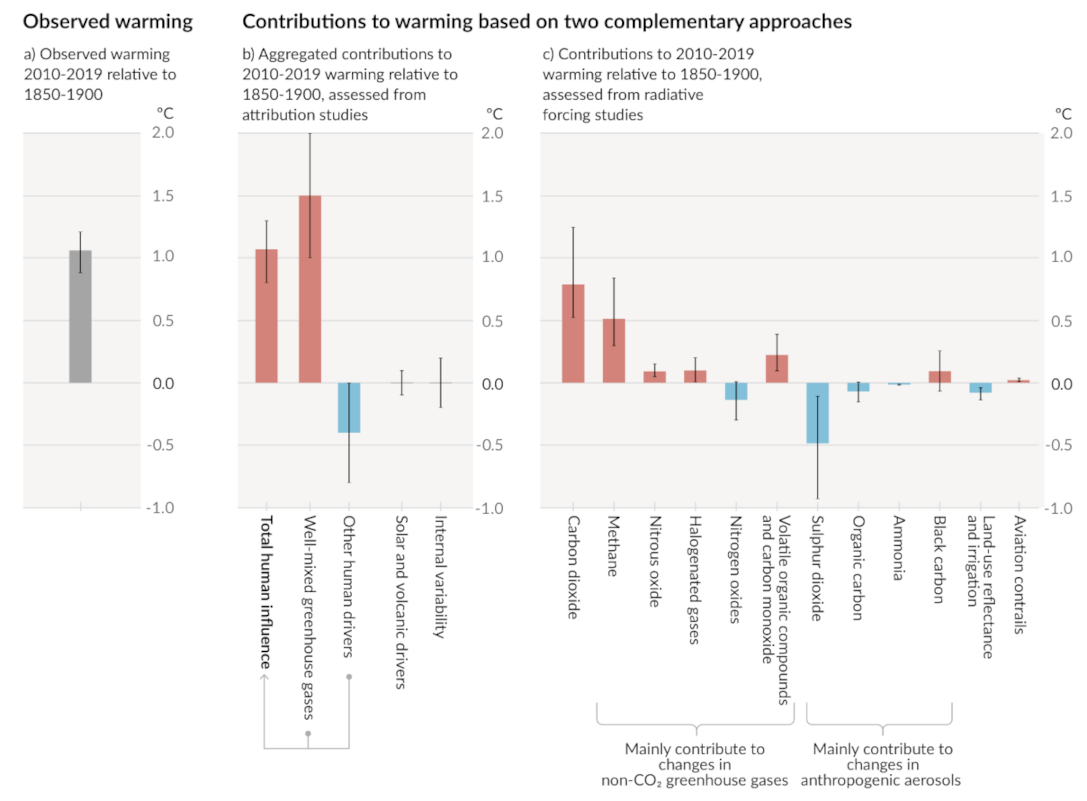 Observed warming
Contributions to warming based on two complementary approaches
a) Observed warming
2010-2019 relative to
1850-1900
b) Aggregated contributions to
2010-2019 warming relative to
1850-1900, assessed from
attribution studies
c) Contributions to 2010-2019
warming relative to 1850-1900,
assessed from radiative
forcing studies
°C
2.0
1.5
1.0
0.5
0.0
-0.5
-1.0
°C
2.0
1.5
1.0
0.5
0.0
-0.5
-1.0
°C
2.0
1.5
1.0
0.5
0.0
-0.5
-1.0
Total human influence
Well-mixed greenhouse gases
Other human drivers
Solar and volcanic drivers
Internal variability
Carbon dioxide
Methane
Nitrous oxide
Halogenated gases
Nitrogen oxides
Volatile organic compounds
and carbon monoxide
Sulphur dioxide
Organic carbon
Ammonia
Black carbon
Land-use reflectance
and irrigation
Aviation contrails
Mainly contribute to
changes in
non-CO₂ greenhouse gases
Mainly contribute to
changes in
anthropogenic aerosols